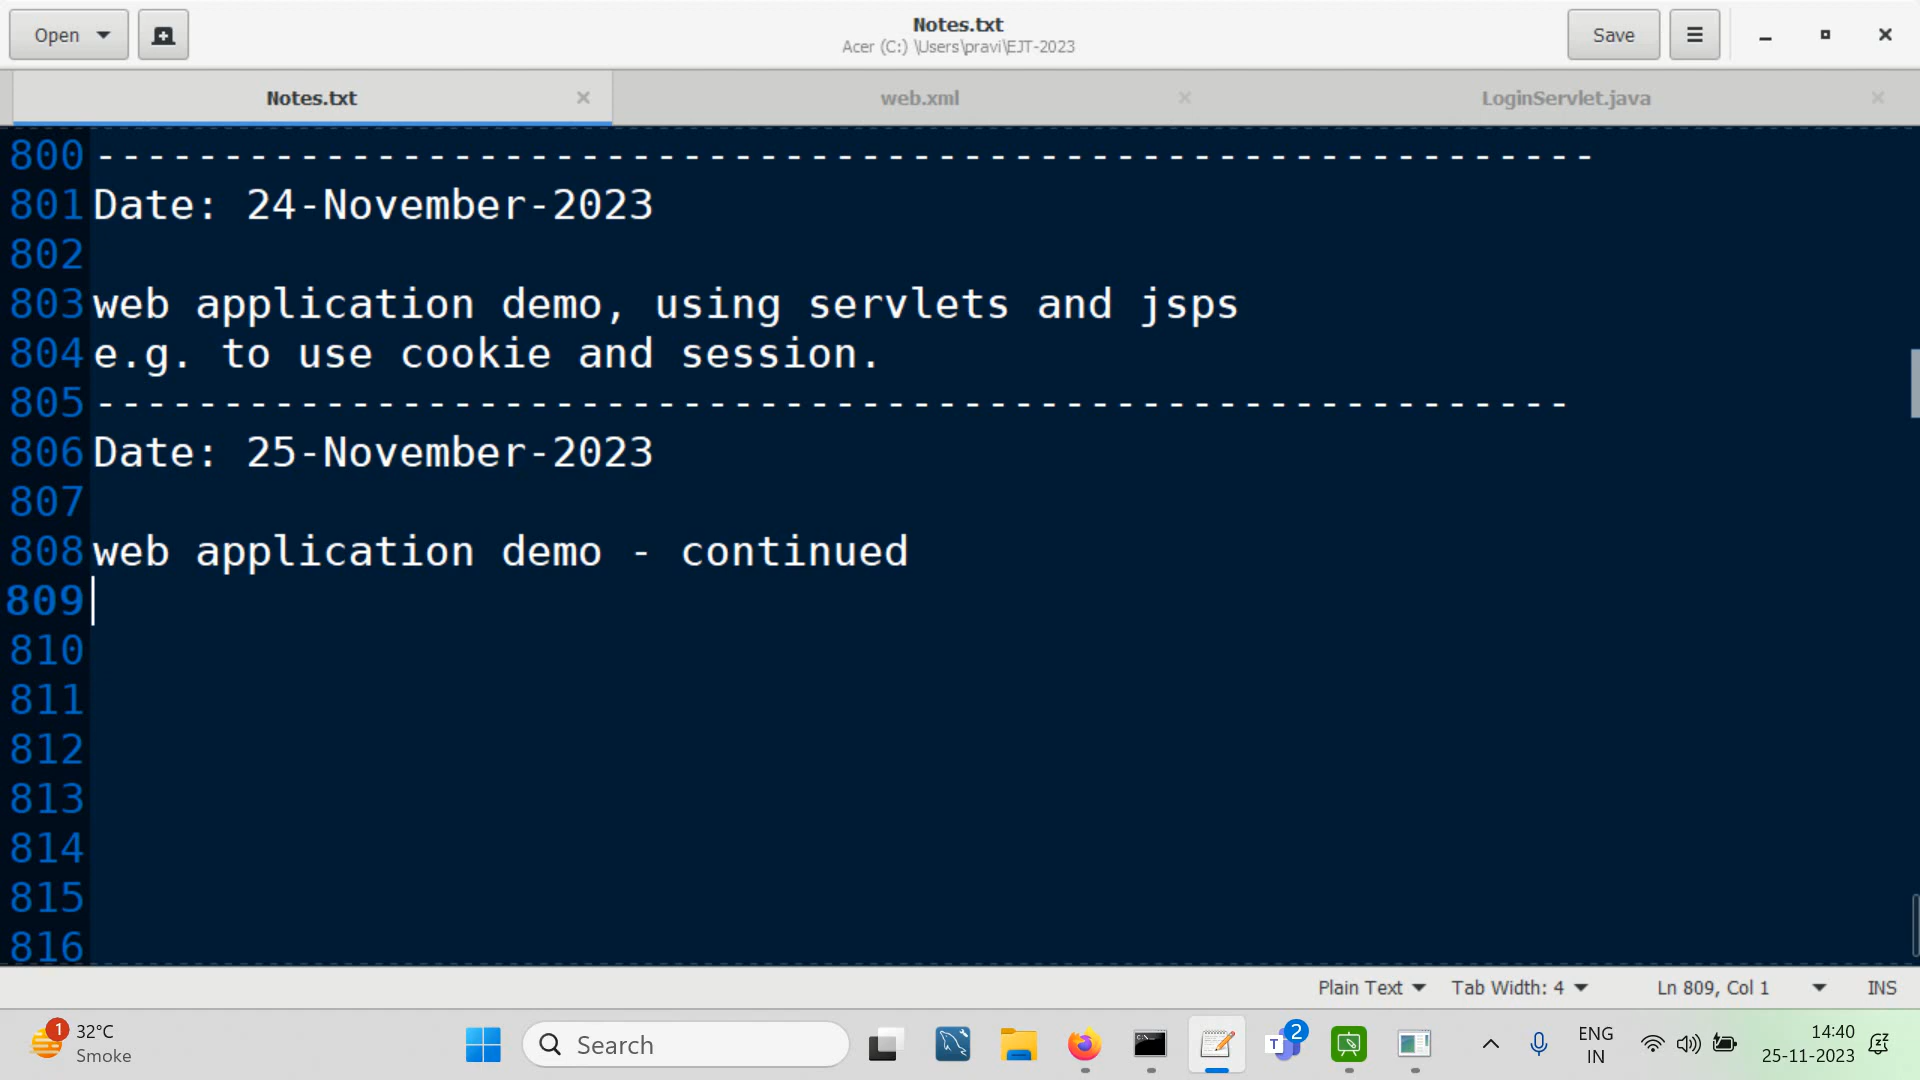 Open
Notes.txt
Acer (C:) \Users\pravi\EJT-2023
Save
Notes.txt
web.xml
LoginServlet.java
800 -----------------------------------------------------------
801 Date: 24-November-2023
802
803 web application demo, using servlets and jsps
804 e.g. to use cookie and session.
805 ----------------------------------------------------------
806 Date: 25-November-2023
807
808 web application demo - continued
809
810
811
812
813
814
815
816
Plain Text Tab Width: 4 Ln 809, Col 1 INS
1 32°C
Smoke
Search
T 2
ENG
IN
14:40
25-11-2023